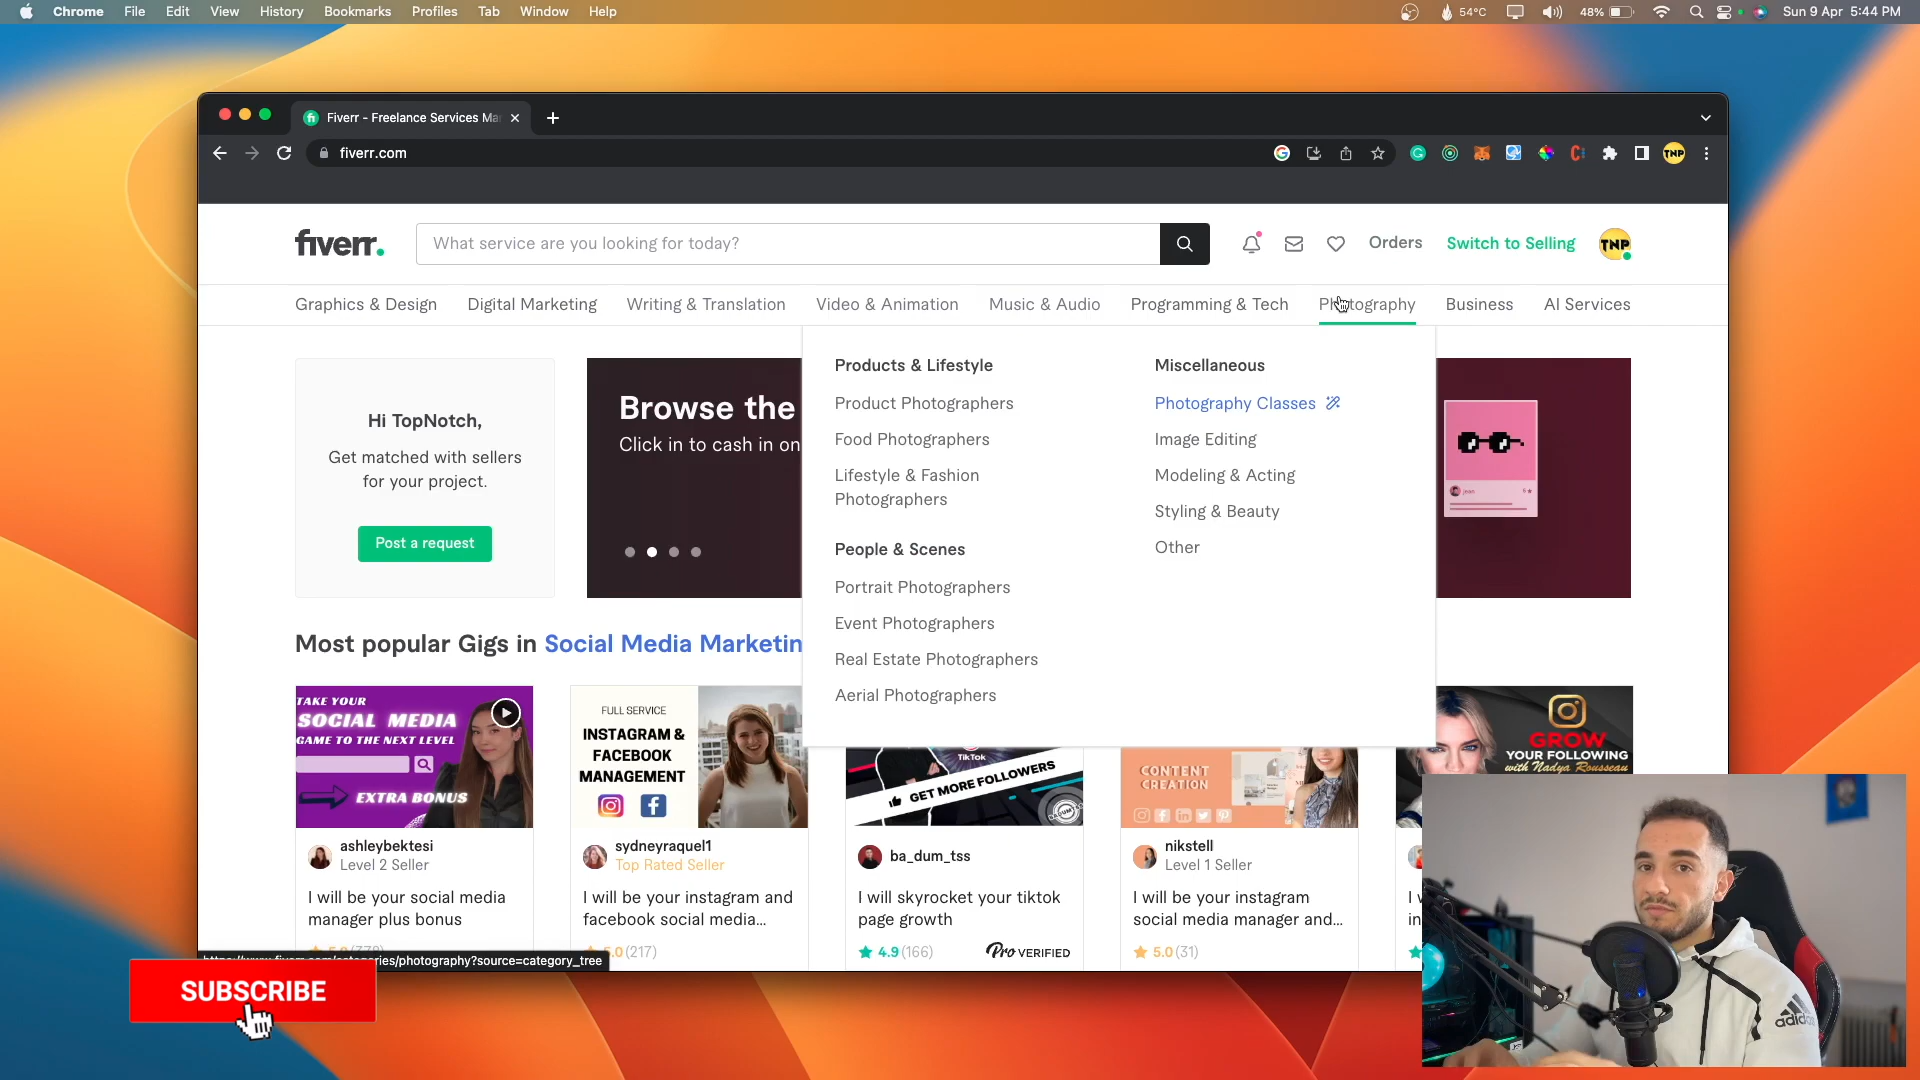 Chrome File Edit View History Bookmarks Profiles Tab Window Help
54°C 48% Sun 9 Apr 5:44 PM
Fiverr - Freelance Services Ma
fiverr.com
TNP
fiverr.
What service are you looking for today?
Orders
Switch to Selling
TNP
Graphics & Design Digital Marketing Writing & Translation Video & Animation Music & Audio Programming & Tech Photography Business AI Services
Hi TopNotch,
Get matched with sellers
for your project.
Post a request
Browse the
Click in to cash in on
Products & Lifestyle
Product Photographers
Food Photographers
Lifestyle & Fashion
Photographers
People & Scenes
Portrait Photographers
Event Photographers
Real Estate Photographers
Aerial Photographers
Miscellaneous
Photography Classes
Image Editing
Modeling & Acting
Styling & Beauty
Other
Most popular Gigs in Social Media Marketin
TAKE YOUR
SOCIAL MEDIA
GAME TO THE NEXT LEVEL
EXTRA BONUS
ashleybektesi
Level 2 Seller
I will be your social media
manager plus bonus
FULL SERVICE
INSTAGRAM &
FACEBOOK
MANAGEMENT
sydneyraquel1
Top Rated Seller
I will be your instagram and
facebook social media...
5.0 (217)
TikTok
GET MORE FOLLOWERS
ba_dum_tss
I will skyrocket your tiktok
page growth
4.9 (166)
Pro VERIFIED
CONTENT
CREATION
nikstell
Level 1 Seller
I will be your instagram
social media manager and...
5.0 (31)
GROW
YOUR FOLLOWING
with Nadya Rousseau
SUBSCRIBE
adidas